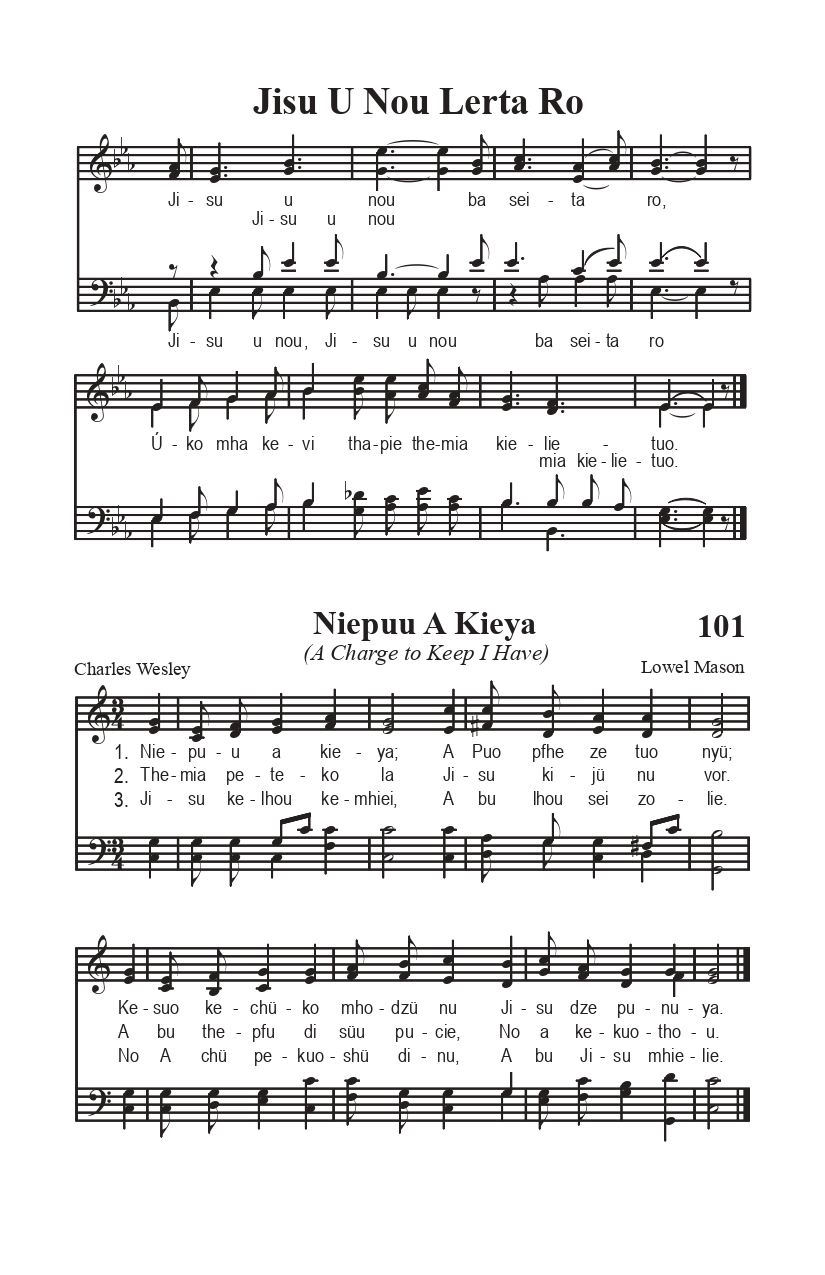 Jisu U Nou Lerta Ro
Ji- su u nou ba sei - ta ro,
Ji - su u nou
Ji - su u nou, Ji - su u nou ba sei - ta ro
Ú - ko mha ke - vi tha - pie the - mia kie - lie - tuo.
mia kie - lie - tuo.
Niepuu A Kieya 101
(A Charge to Keep I Have)
Charles Wesley Lowel Mason
3 4
1. Nie - pu - u a kie - ya; A Puo pfhe ze tuo nyü;
2. The - mia pe - te - ko la Ji - su ki - jü nu vor.
3. Ji - su ke - lhou ke - mhiei, A bu lhou sei zo - lie.
3 4
Ke - suo ke - chü - ko mho - dzü nu Ji - su dze pu - nu - ya.
A bu the - pfu di süu pu - cie, No a ke - kuo - tho - u.
No A chü pe - kuo - shü di - nu, A bu Ji - su mhie - lie.